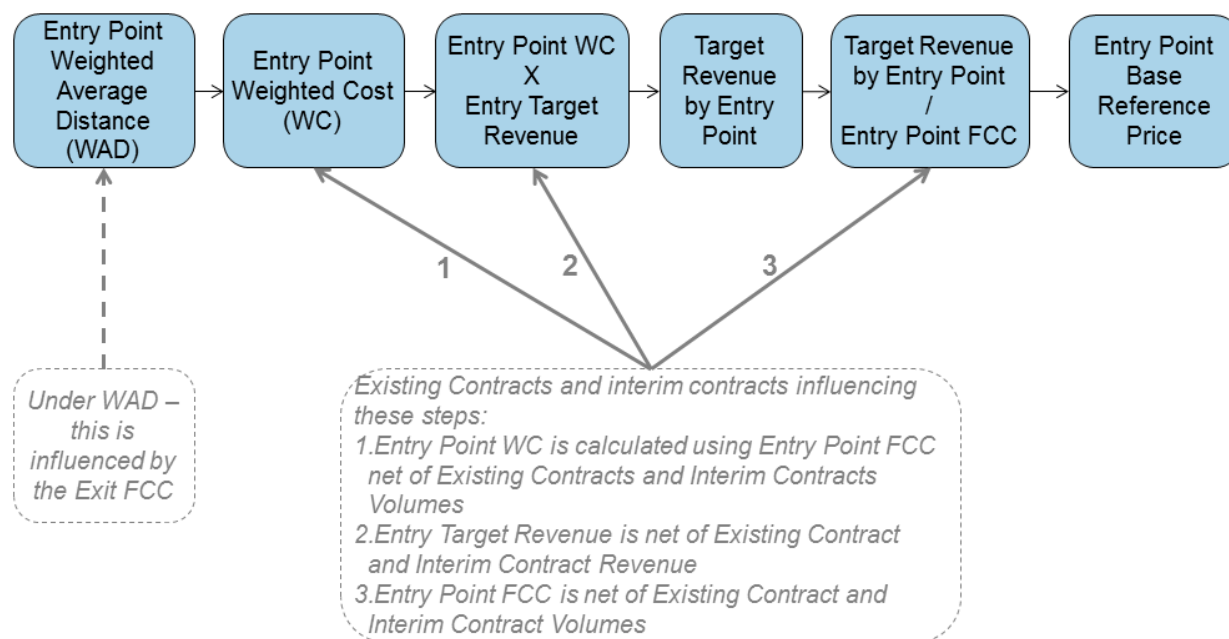 Entry Point
Weighted
Average
Distance
(WAD)
Entry Point
Weighted Cost
(WC)
Entry Point WC
X
Entry Target
Revenue
Target
Revenue
by Entry
Point
Target Revenue
by Entry Point
/
Entry Point FCC
Entry Point
Base
Reference
Price
1
2
3
Under WAD –
this is
influenced by
the Exit FCC
Existing Contracts and interim contracts influencing
these steps:
1.Entry Point WC is calculated using Entry Point FCC
net of Existing Contracts and Interim Contracts
Volumes
2.Entry Target Revenue is net of Existing Contract
and Interim Contract Revenue
3.Entry Point FCC is net of Existing Contract and
Interim Contract Volumes